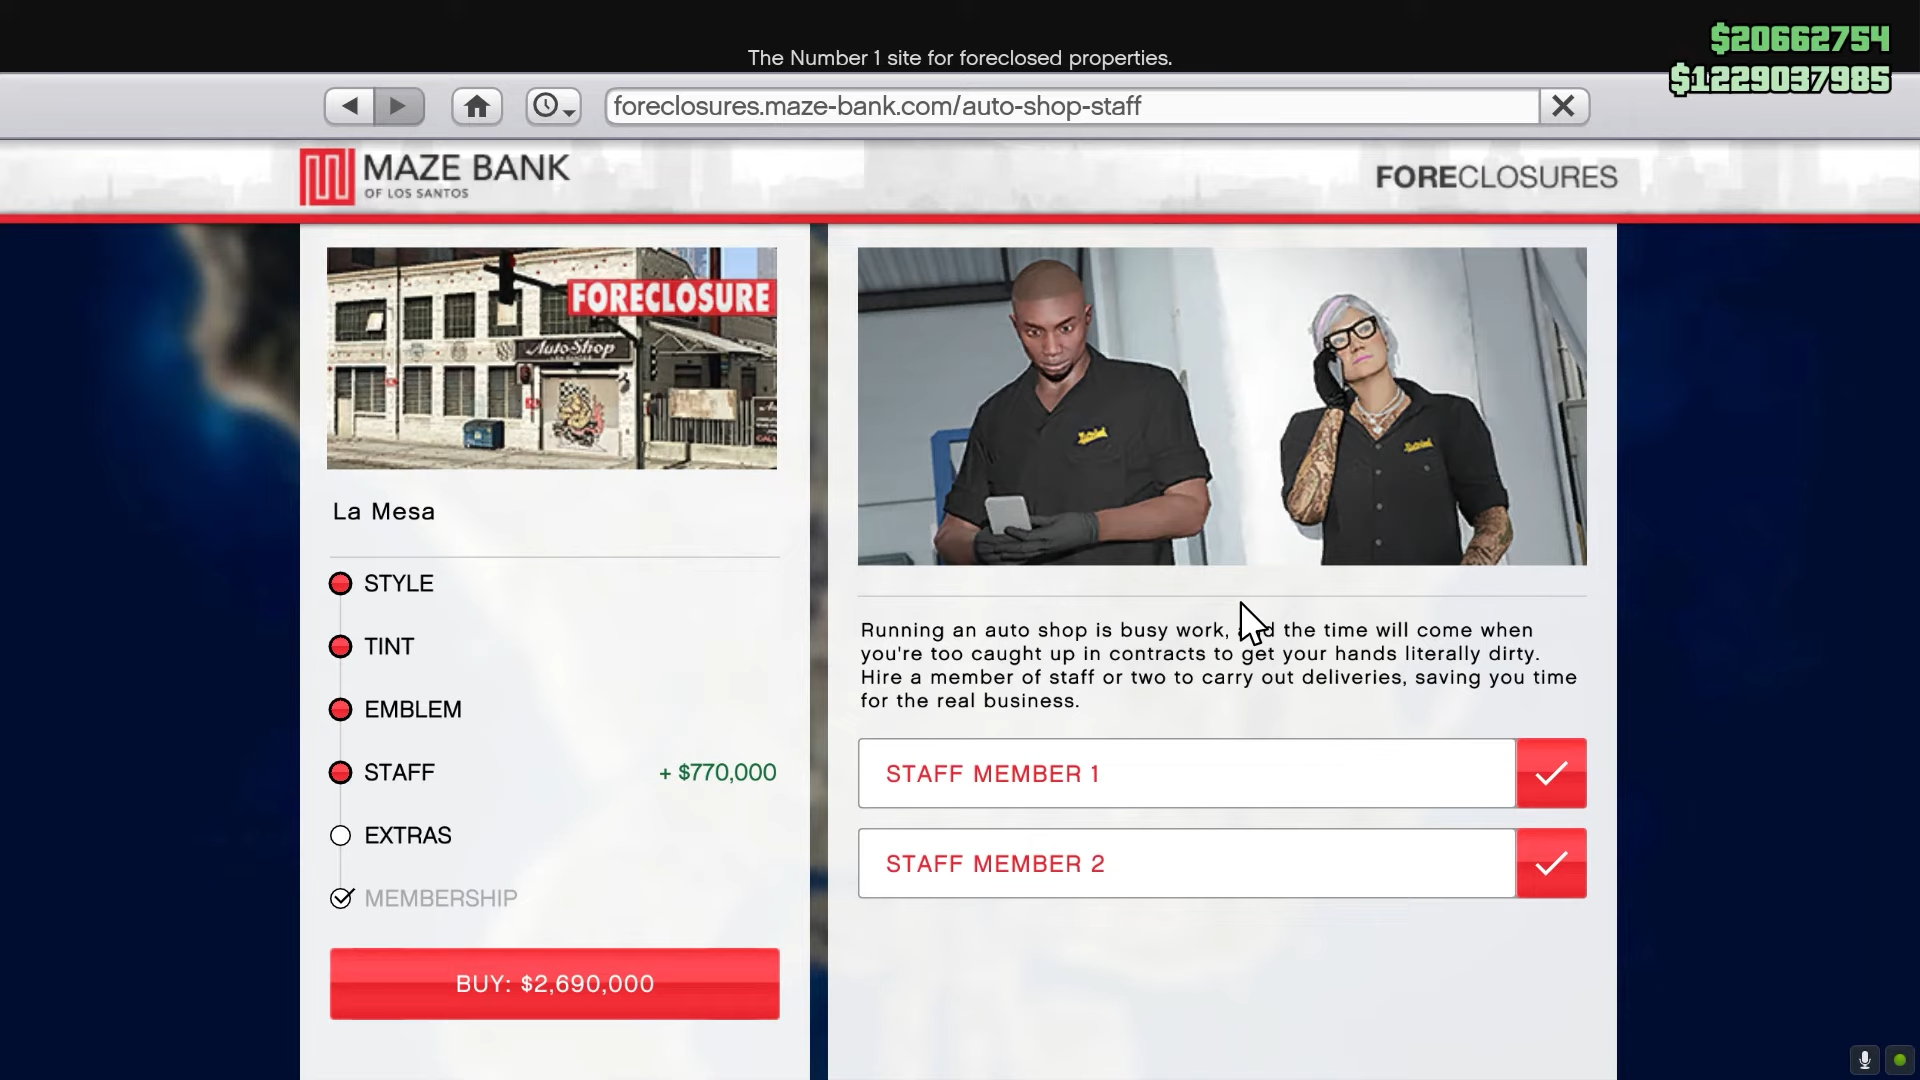 The Number 1 site for foreclosed properties.
$20662754
$1229037985
foreclosures.maze-bank.com/auto-shop-staff
MAZE BANK
OF LOS SANTOS
FORECLOSURES
FORECLOSURE
Auto Shop
La Mesa
STYLE
TINT
EMBLEM
STAFF + $770,000
EXTRAS
MEMBERSHIP
BUY: $2,690,000
Running an auto shop is busy work, the time will come when
you're too caught up in contracts to get your hands literally dirty.
Hire a member of staff or two to carry out deliveries, saving you time
for the real business.
STAFF MEMBER 1
STAFF MEMBER 2